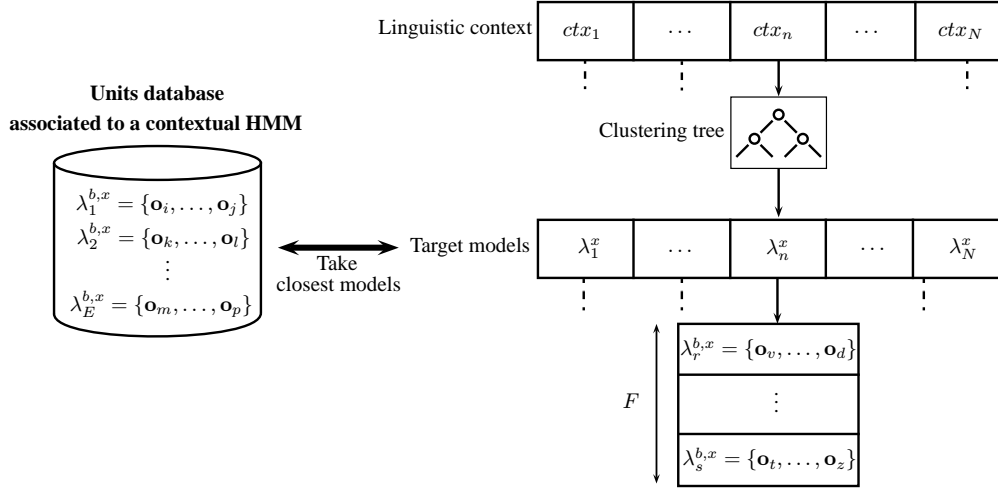 Linguistic context
ctx_1 ... ctx_n ... ctx_N
Units database
associated to a contextual HMM
Clustering tree
λ_1^{b,x} = {o_i, ..., o_j}
λ_2^{b,x} = {o_k, ..., o_l}
⋮
λ_E^{b,x} = {o_m, ..., o_p}
Take
closest models
Target models
λ_1^x ... λ_n^x ... λ_N^x
λ_r^{b,x} = {o_v, ..., o_d}
F
⋮
λ_s^{b,x} = {o_t, ..., o_z}